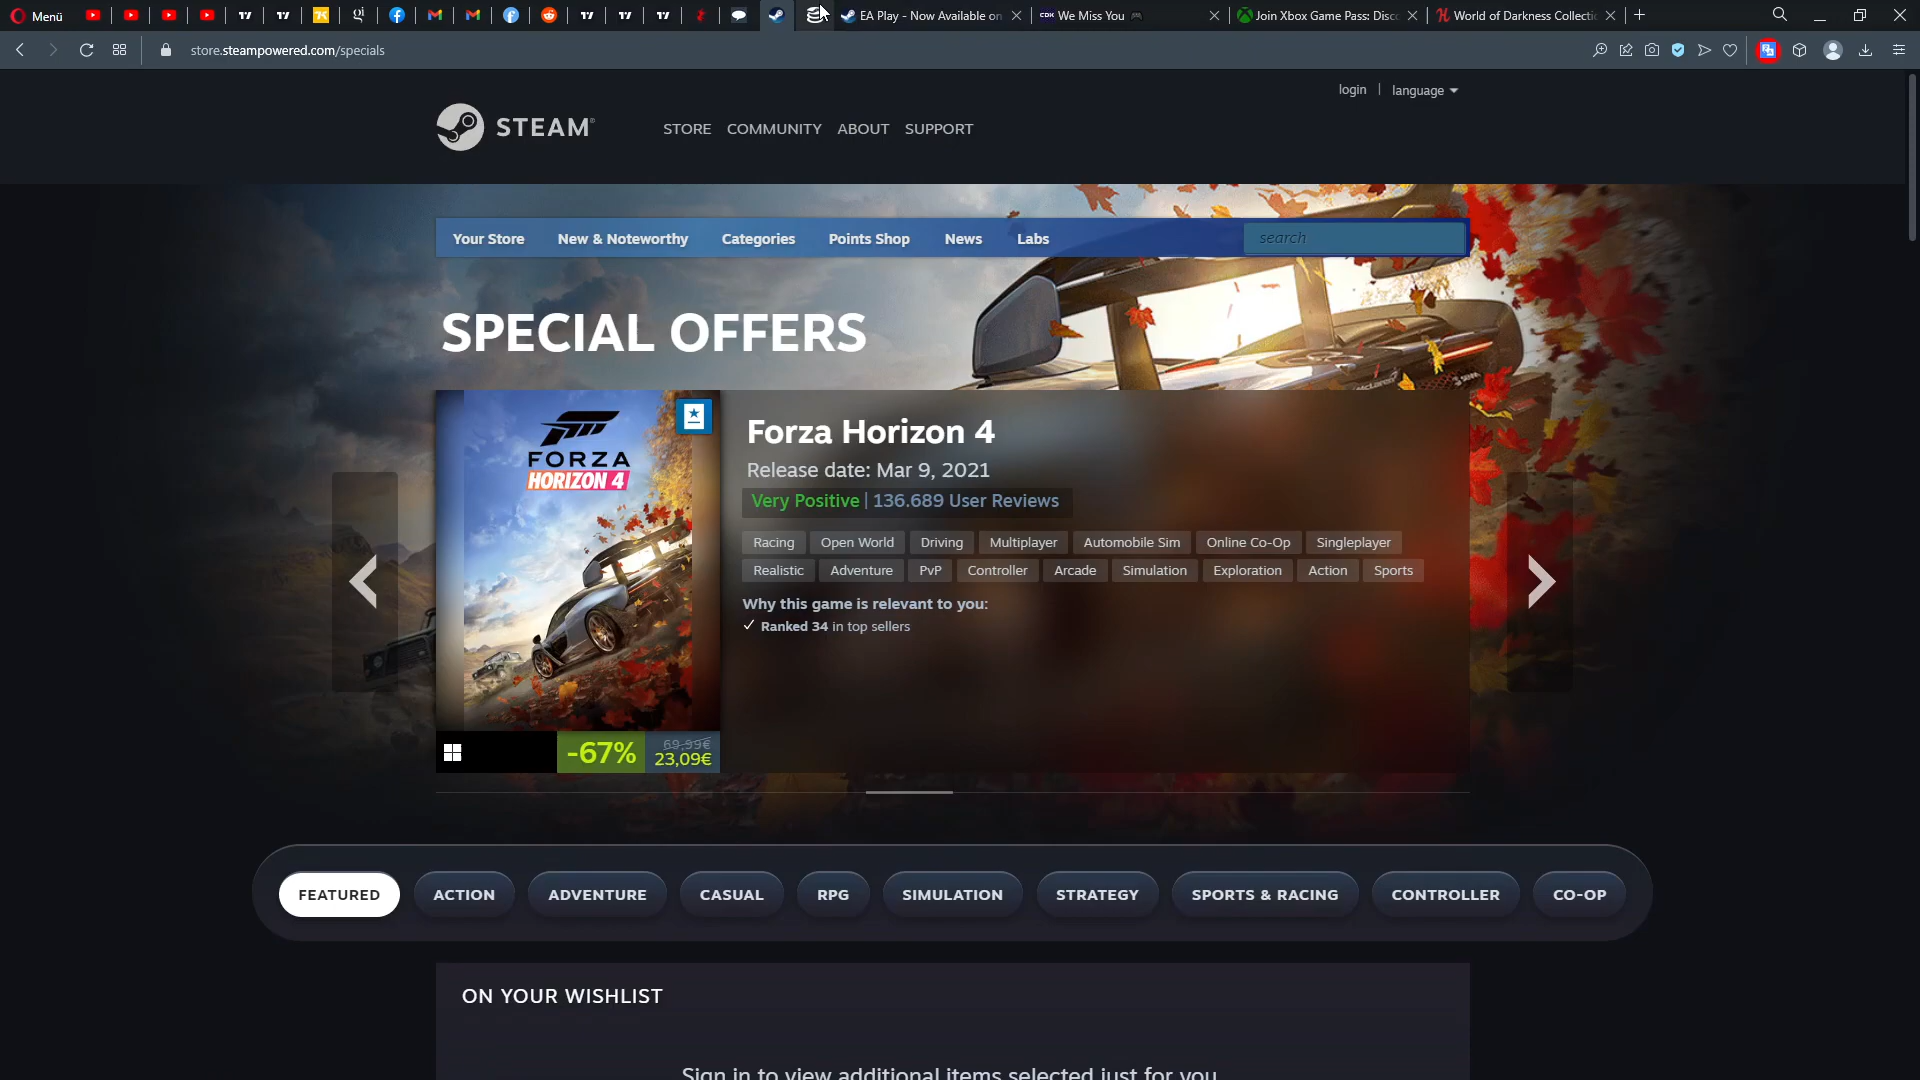 Menü
EA Play - Now Available on
We Miss You
Join Xbox Game Pass: Disc
World of Darkness Collecti
store.steampowered.com/specials
login | language
STEAM®
STORE COMMUNITY ABOUT SUPPORT
Your Store New & Noteworthy Categories Points Shop News Labs search
SPECIAL OFFERS
FORZA
HORIZON 4
Forza Horizon 4
Release date: Mar 9, 2021
Very Positive | 136.689 User Reviews
Racing Open World Driving Multiplayer Automobile Sim Online Co-Op Singleplayer
Realistic Adventure PvP Controller Arcade Simulation Exploration Action Sports
Why this game is relevant to you:
Ranked 34 in top sellers
-67%
69,99€
23,09€
FEATURED ACTION ADVENTURE CASUAL RPG SIMULATION STRATEGY SPORTS & RACING CONTROLLER CO-OP
ON YOUR WISHLIST
Sign in to view additional items selected just for you